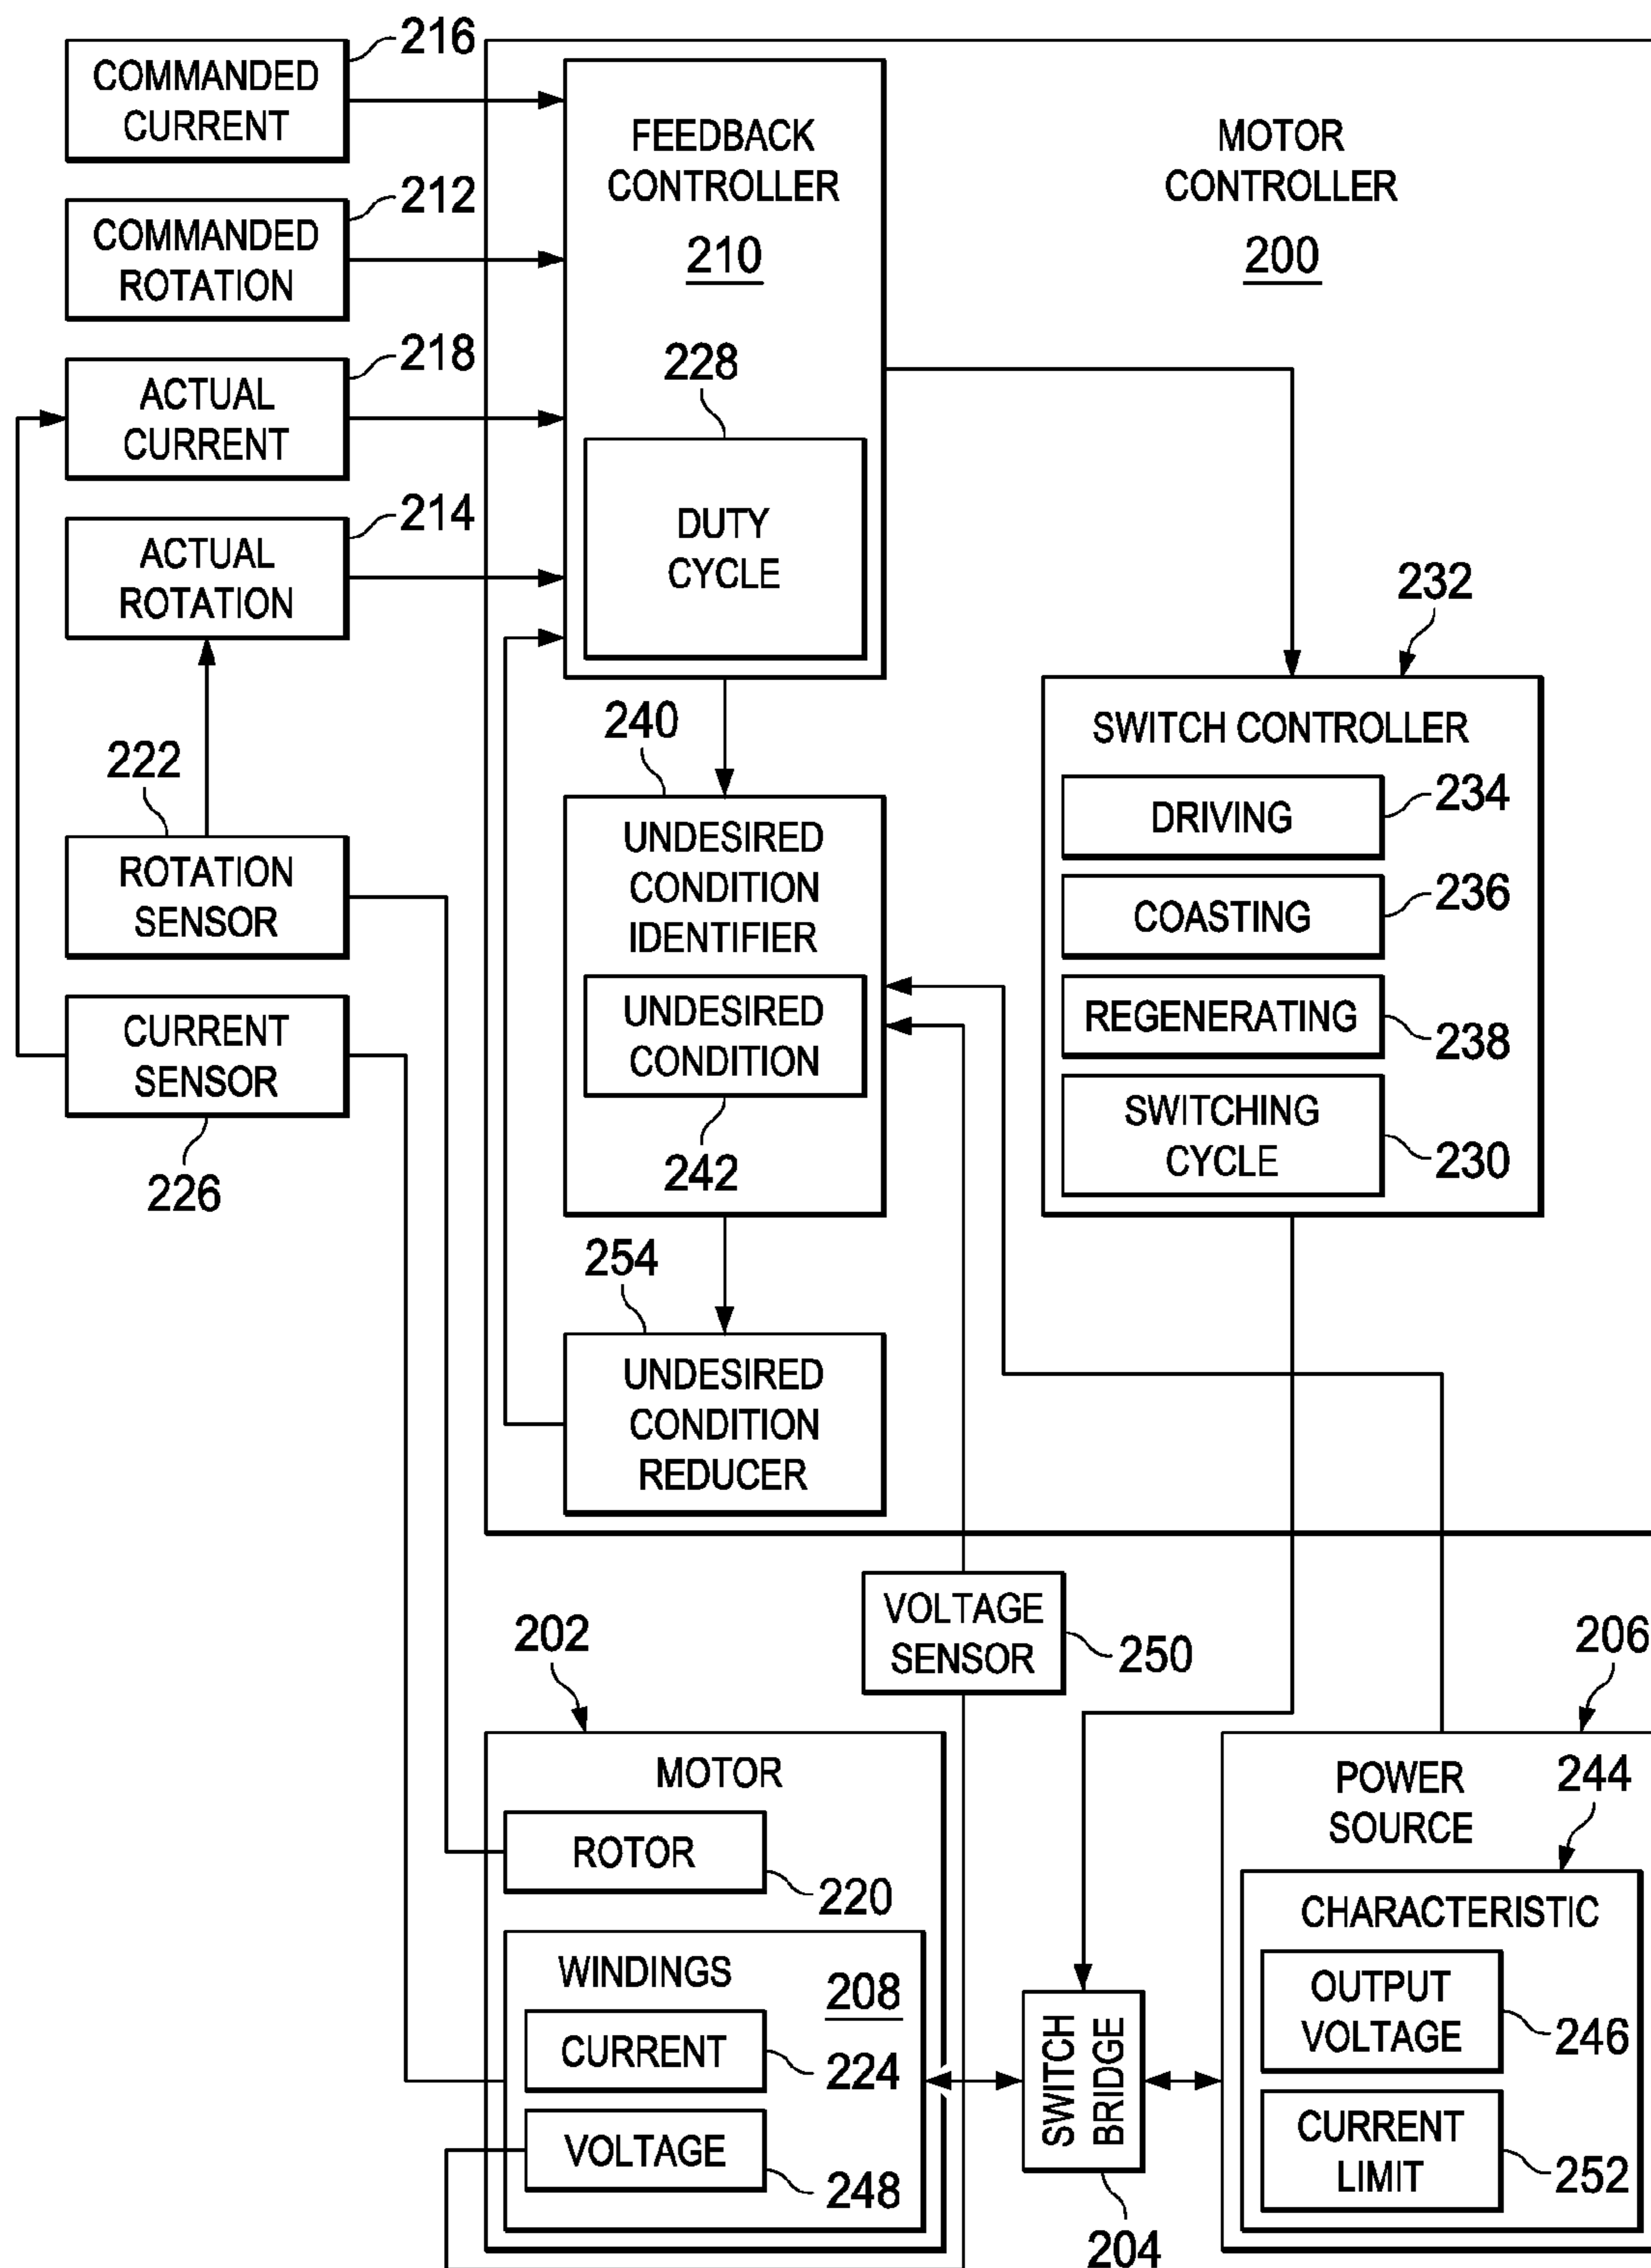 216
COMMANDED
CURRENT
212
COMMANDED
ROTATION
218
ACTUAL
CURRENT
214
ACTUAL
ROTATION
222
ROTATION
SENSOR
CURRENT
SENSOR
226
FEEDBACK
CONTROLLER
210
228
DUTY
CYCLE
MOTOR
CONTROLLER
200
240
UNDESIRED
CONDITION
IDENTIFIER
UNDESIRED
CONDITION
242
254
UNDESIRED
CONDITION
REDUCER
232
SWITCH CONTROLLER
DRIVING
234
COASTING
236
REGENERATING
238
SWITCHING
CYCLE
230
VOLTAGE
SENSOR
250
202
MOTOR
ROTOR
220
WINDINGS
208
CURRENT
224
VOLTAGE
248
SWITCH
BRIDGE
204
206
POWER
SOURCE
244
CHARACTERISTIC
OUTPUT
VOLTAGE
246
CURRENT
LIMIT
252